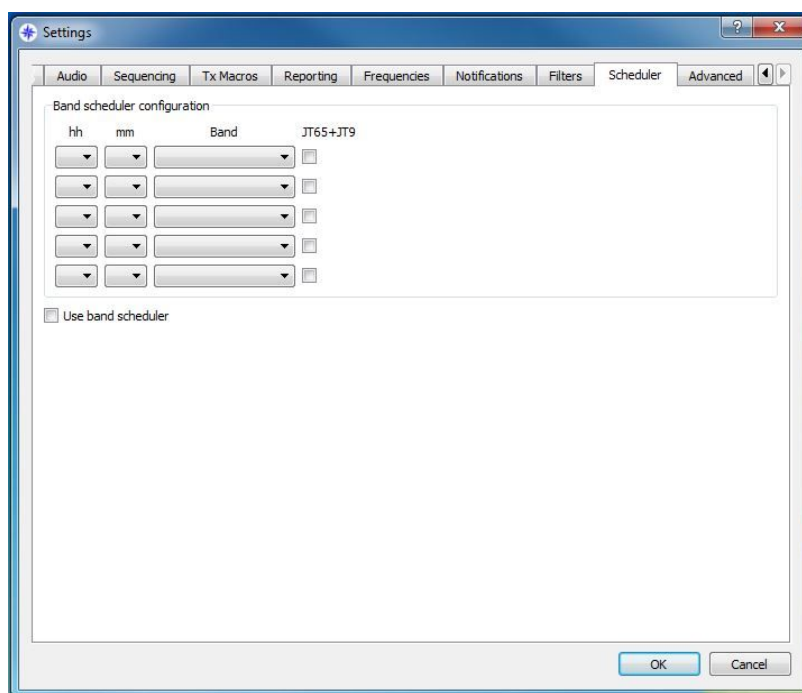 Settings
Audio Sequencing Tx Macros Reporting Frequencies Notifications Filters Scheduler Advanced
Band scheduler configuration
hh mm Band JT65+JT9
Use band scheduler
OK Cancel